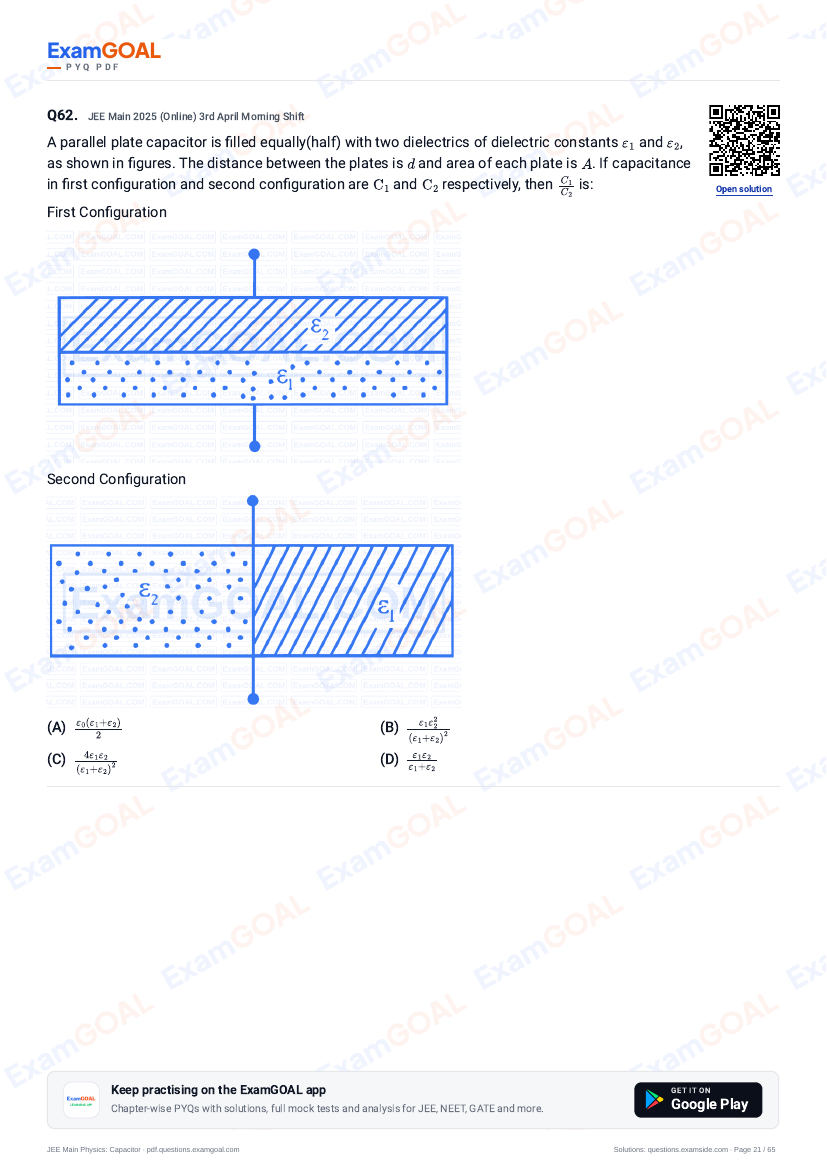 ExamGOAL
PYQ PDF
Q62. JEE Main 2025 (Online) 3rd April Morning Shift
A parallel plate capacitor is filled equally(half) with two dielectrics of dielectric constants ε₁ and ε₂,
as shown in figures. The distance between the plates is d and area of each plate is A. If capacitance
in first configuration and second configuration are C₁ and C₂ respectively, then C₁/C₂ is:
Open solution
First Configuration
ε₂
ε₁
Second Configuration
ε₂
ε₁
(A) ε₀(ε₁+ε₂)/2
(B) ε₁ε₂²/(ε₁+ε₂)²
(C) 4ε₁ε₂/(ε₁+ε₂)²
(D) ε₁ε₂/ε₁+ε₂
Keep practising on the ExamGOAL app
Chapter-wise PYQs with solutions, full mock tests and analysis for JEE, NEET, GATE and more.
GET IT ON
Google Play
JEE Main Physics: Capacitor · pdf.questions.examgoal.com
Solutions: questions.examside.com · Page 21 / 65